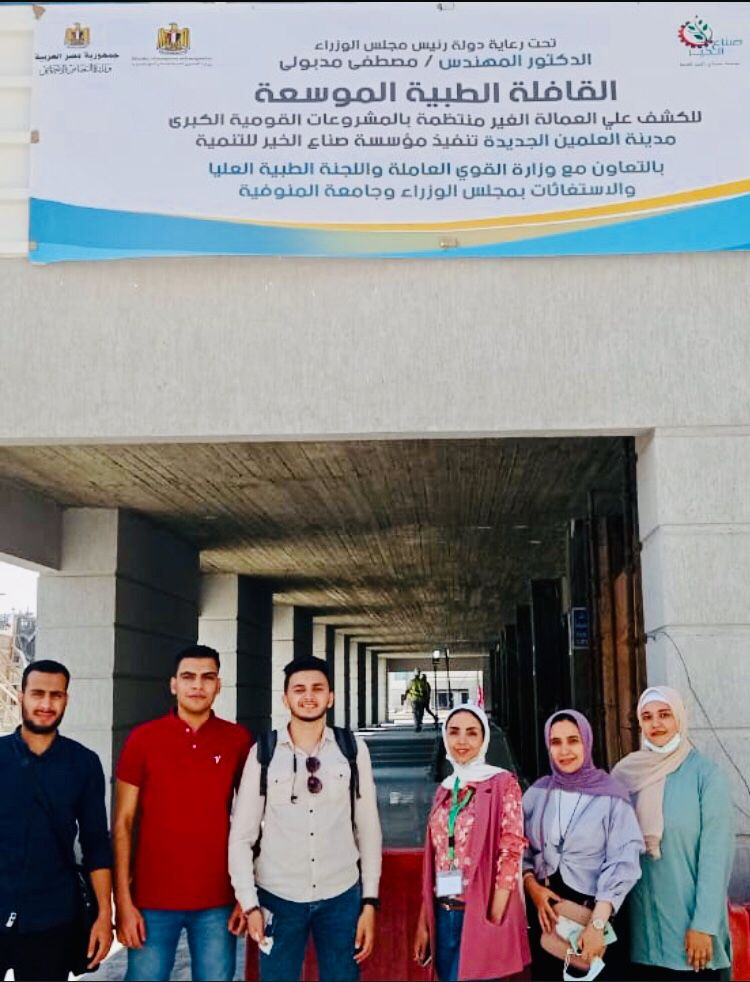 جمهورية مصر العربية
وزارة التضامن الاجتماعي
صناع الخير
تحت رعاية دولة رئيس مجلس الوزراء
الدكتور المهندس / مصطفى مدبولى
القافلة الطبية الموسعة
للكشف علي العمالة الغير منتظمة بالمشروعات القومية الكبرى
مدينة العلمين الجديدة تنفيذ مؤسسة صناع الخير للتنمية
بالتعاون مع وزارة القوي العاملة واللجنة الطبية العليا
والاستغاثات بمجلس الوزراء وجامعة المنوفية